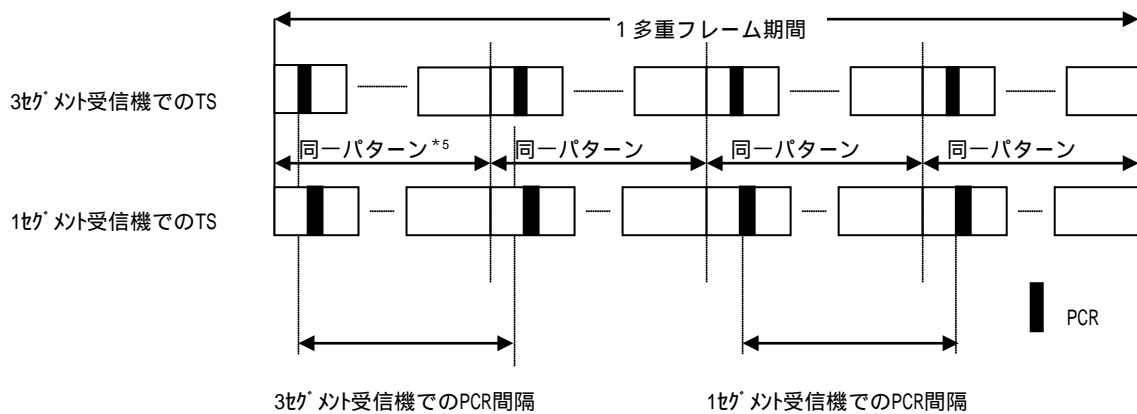 1多重フレーム期間
3ｾｸﾞﾒﾝﾄ受信機でのTS
同一パターン*5 同一パターン 同一パターン 同一パターン
1ｾｸﾞﾒﾝﾄ受信機でのTS
PCR
3ｾｸﾞﾒﾝﾄ受信機でのPCR間隔 1ｾｸﾞﾒﾝﾄ受信機でのPCR間隔